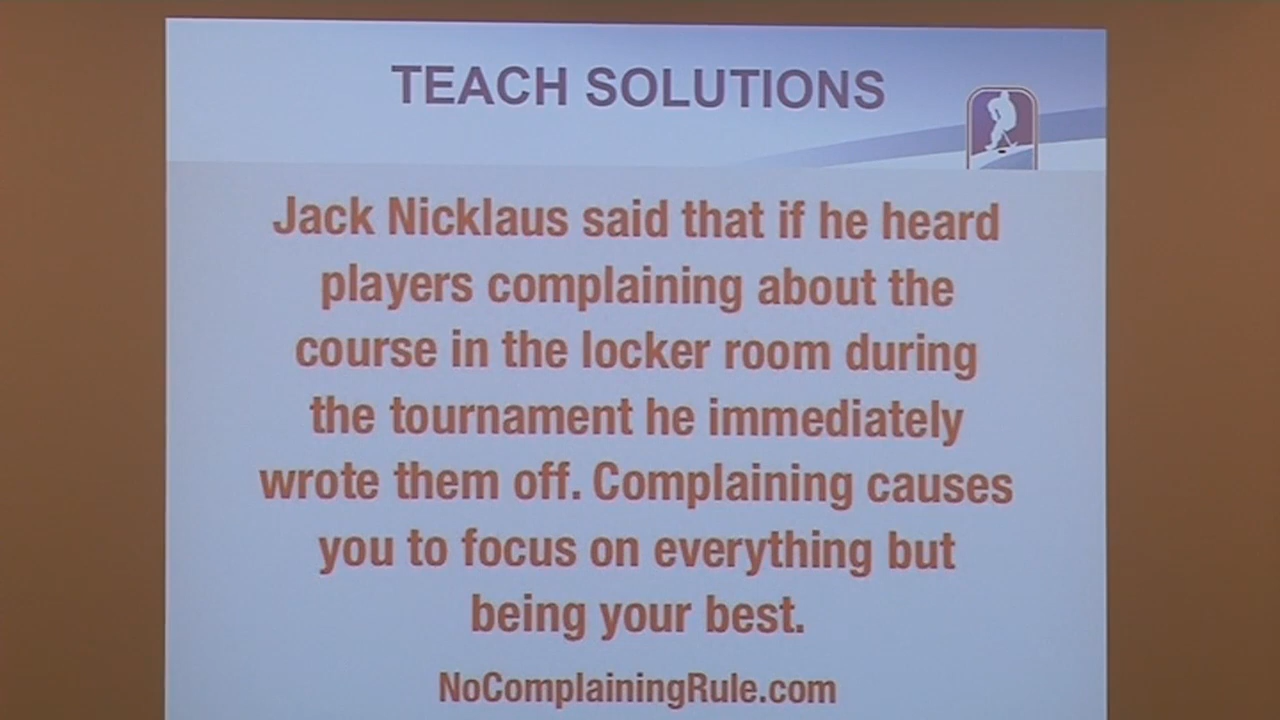 TEACH SOLUTIONS
Jack Nicklaus said that if he heard
players complaining about the
course in the locker room during
the tournament he immediately
wrote them off. Complaining causes
you to focus on everything but
being your best.
NoComplainingRule.com